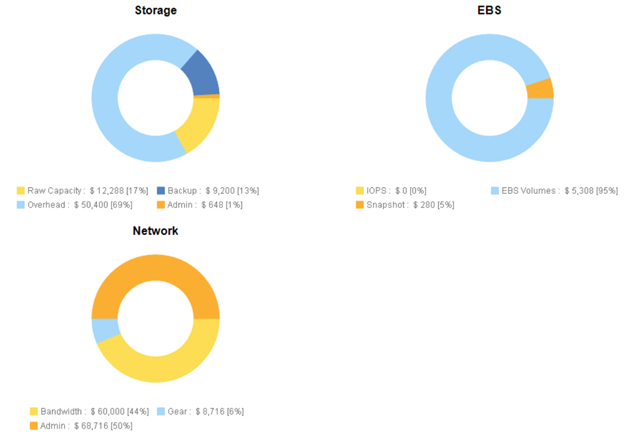 Storage
EBS
Raw Capacity : $ 12,288 [17%] Backup : $ 9,200 [13%]
Overhead : $ 50,400 [69%] Admin : $ 648 [1%]
IOPS : $ 0 [0%] EBS Volumes : $ 5,308 [95%]
Snapshot : $ 280 [5%]
Network
Bandwidth : $ 60,000 [44%] Gear : $ 8,716 [6%]
Admin : $ 68,716 [50%]